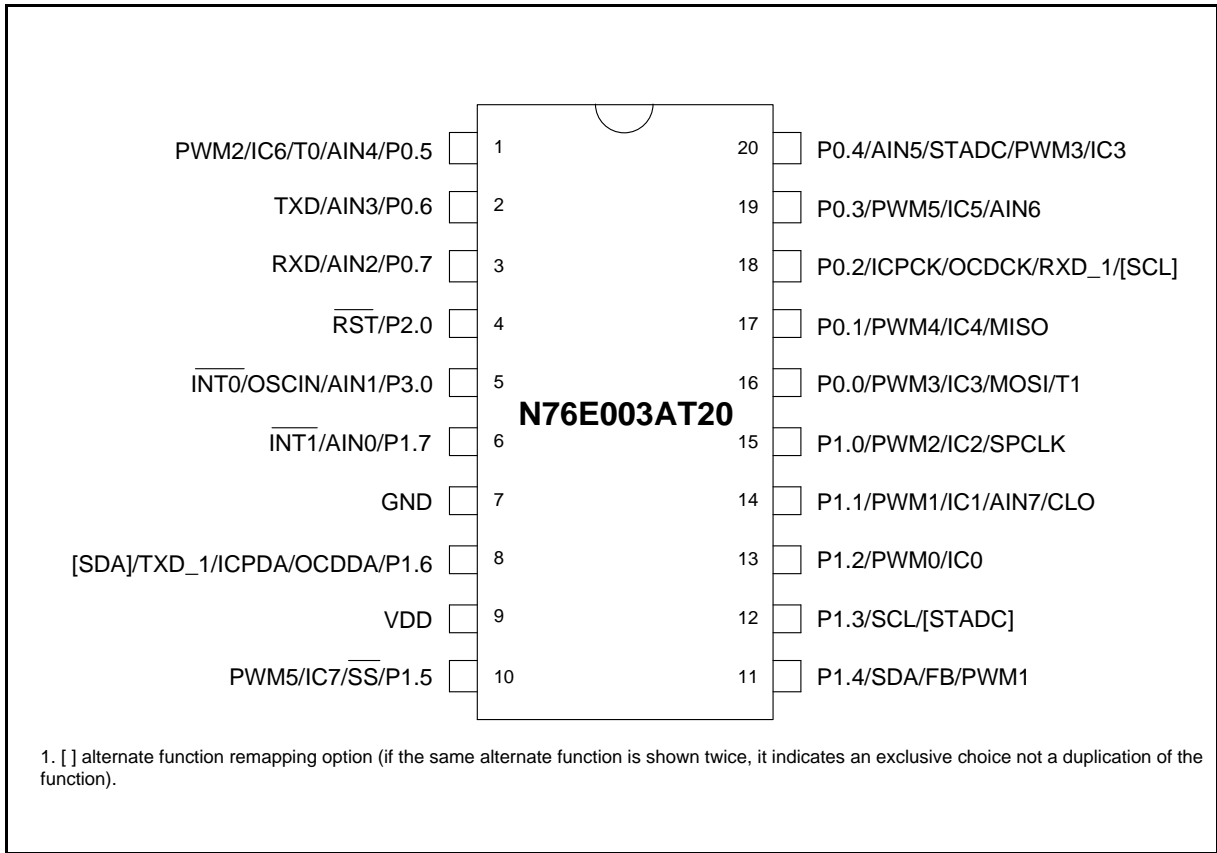 PWM2/IC6/T0/AIN4/P0.5 1 20 P0.4/AIN5/STADC/PWM3/IC3
TXD/AIN3/P0.6 2 19 P0.3/PWM5/IC5/AIN6
RXD/AIN2/P0.7 3 18 P0.2/ICPCK/OCDCK/RXD_1/[SCL]
RST/P2.0 4 17 P0.1/PWM4/IC4/MISO
INT0/OSCIN/AIN1/P3.0 5 16 P0.0/PWM3/IC3/MOSI/T1
N76E003AT20
INT1/AIN0/P1.7 6 15 P1.0/PWM2/IC2/SPCLK
GND 7 14 P1.1/PWM1/IC1/AIN7/CLO
[SDA]/TXD_1/ICPDA/OCDDA/P1.6 8 13 P1.2/PWM0/IC0
VDD 9 12 P1.3/SCL/[STADC]
PWM5/IC7/SS/P1.5 10 11 P1.4/SDA/FB/PWM1
1. [ ] alternate function remapping option (if the same alternate function is shown twice, it indicates an exclusive choice not a duplication of the
function).